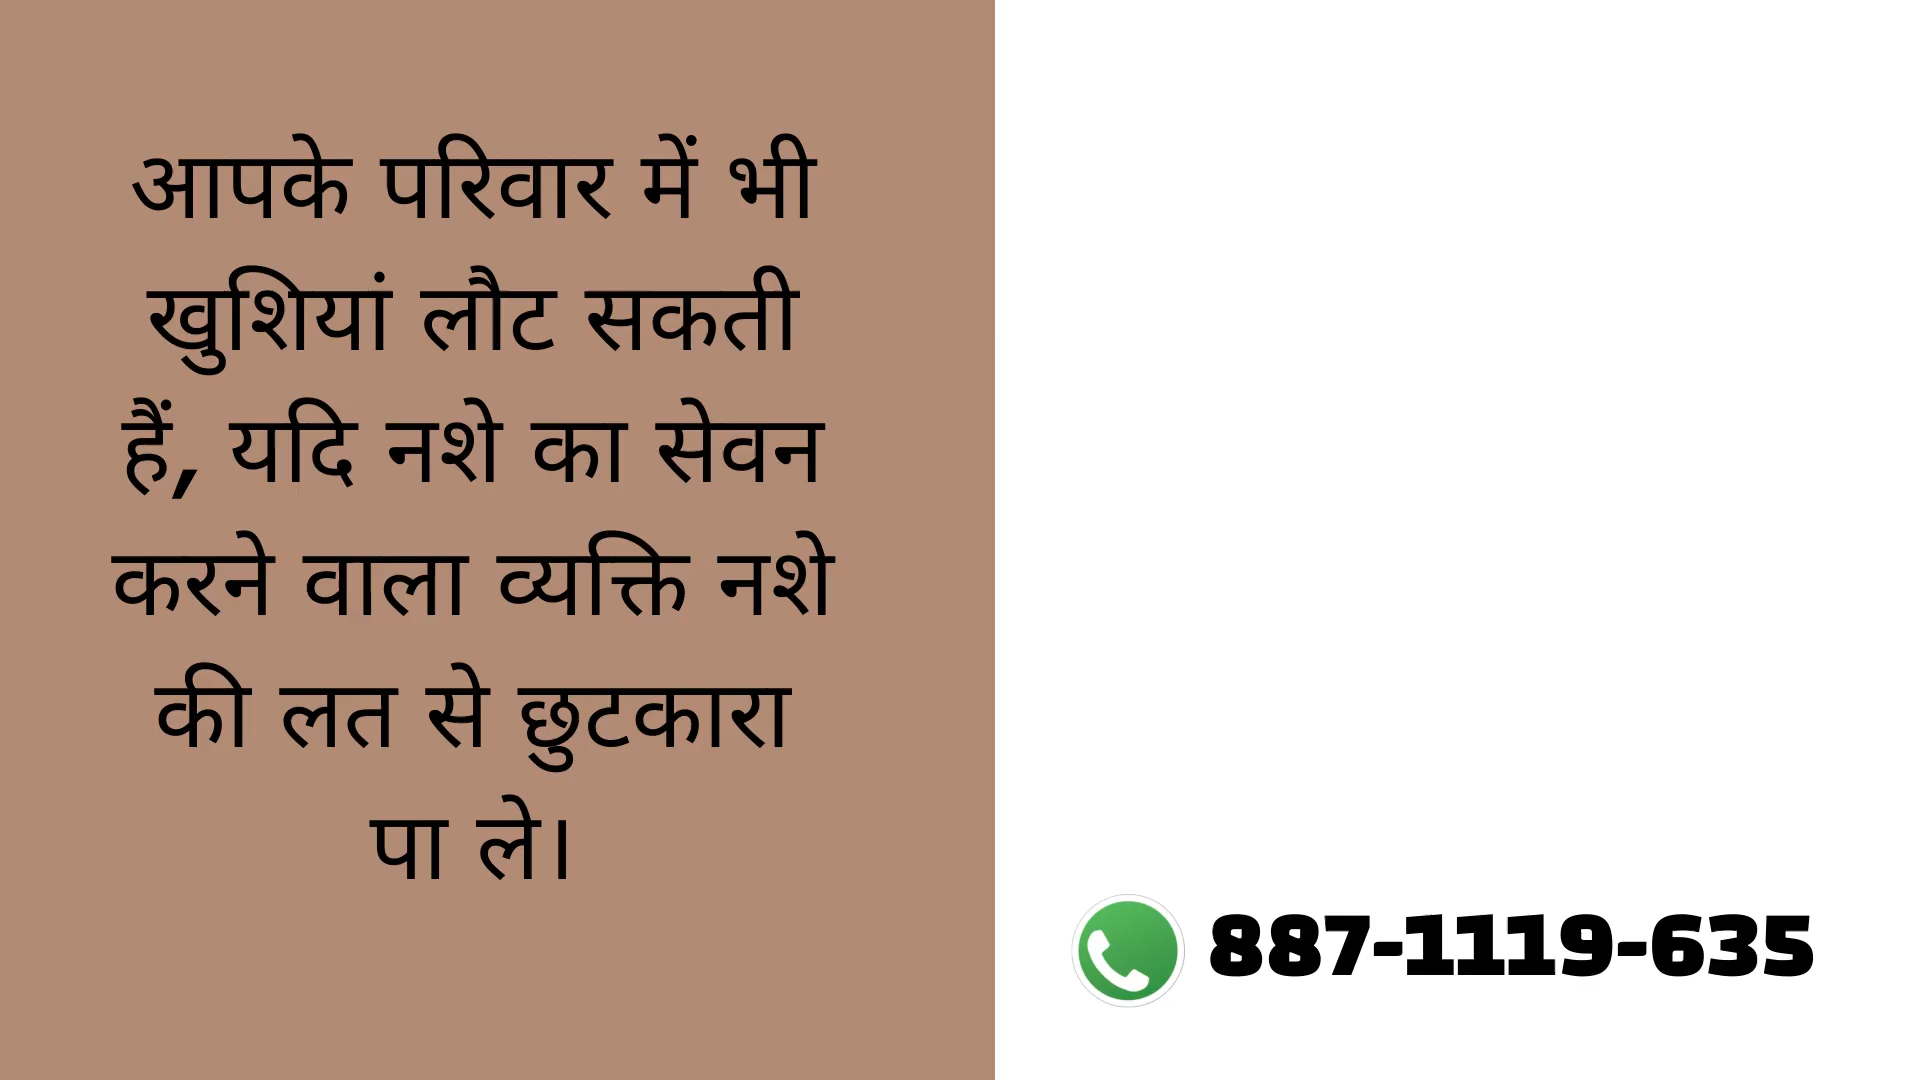 आपके परिवार में भी
खुशियां लौट सकती
हैं, यदि नशे का सेवन
करने वाला व्यक्ति नशे
की लत से छुटकारा
पा ले।
887-1119-635